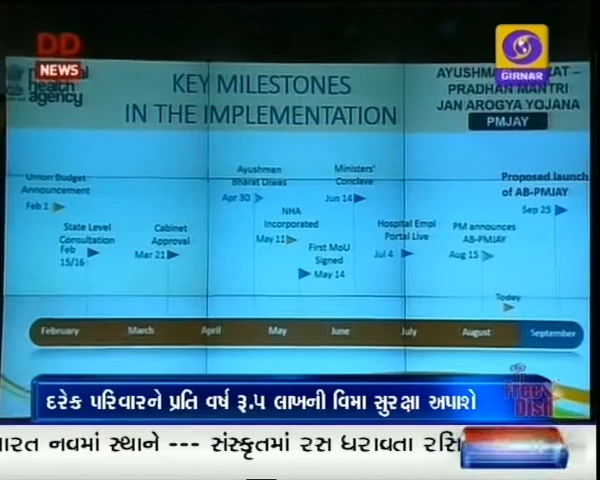 DD
NEWS
GIRNAR
health
agency
KEY MILESTONES
IN THE IMPLEMENTATION
PRADHAN MANTRI
JAN AROGYA YOJANA
PMJAY
Union Budget
Announcement
Feb 1
State Level
Consultation
Feb
15/16
Cabinet
Approval
Mar 21
Ayushman
Bharat Diwas
Apr 30
NHA
Incorporated
May 11
First MoU
Signed
May 14
Ministers'
Conclave
Jun 14
Hospital Empl
Portal Live
Jul 4
PM announces
AB-PMJAY
Aug 15
Proposed launch
of AB-PMJAY
Sep 25
Today
February March April May June July August September
દરેક પરિવારને પ્રતિ વર્ષ રૂ.૫ લાખની વિમા સુરક્ષા અપાશે
Free
Dish
નવમાં સ્થાને --- સંસ્કૃતમાં રસ ધરાવતા